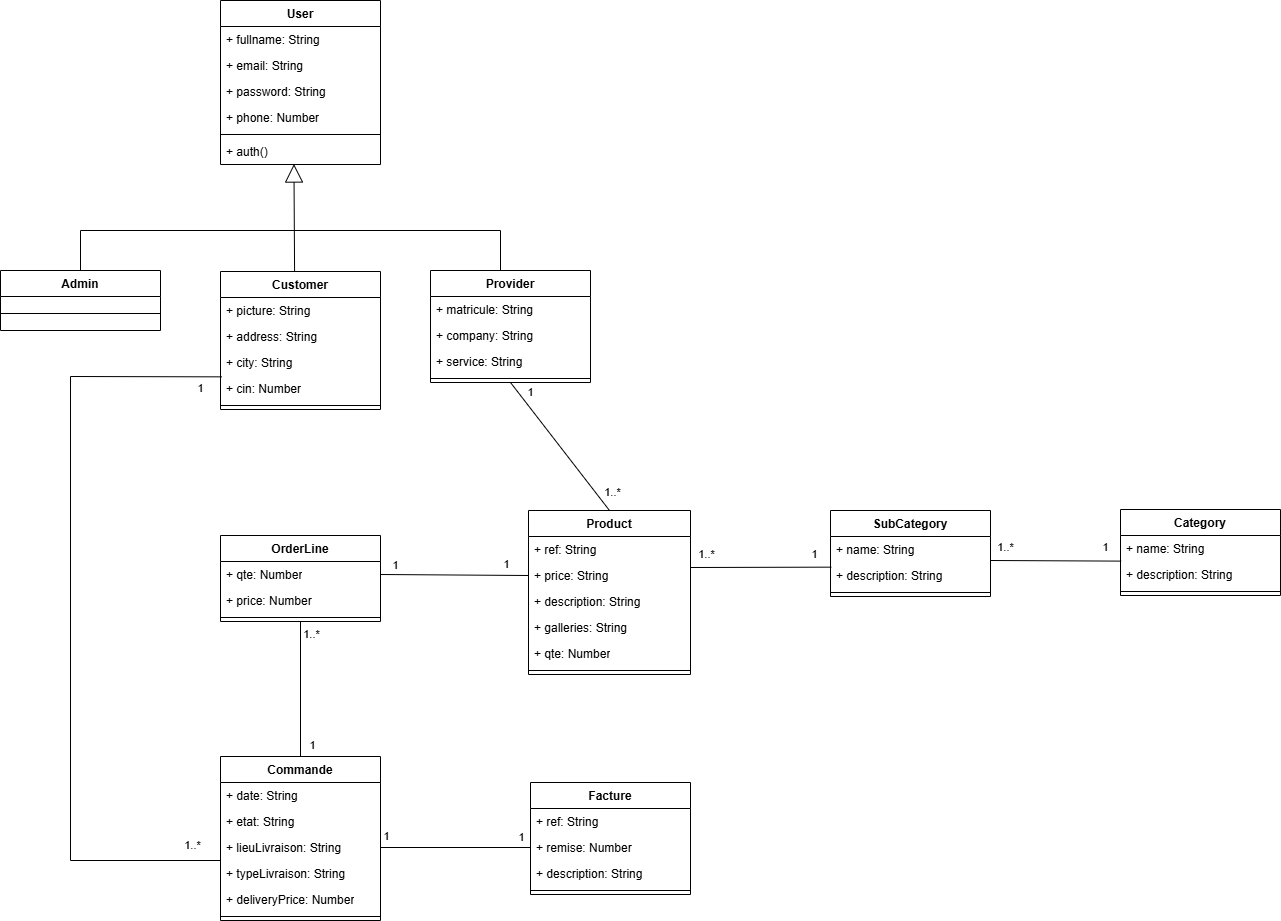 User
+ fullname: String
+ email: String
+ password: String
+ phone: Number
+ auth()
Admin
Customer
+ picture: String
+ address: String
+ city: String
+ cin: Number
Provider
+ matricule: String
+ company: String
+ service: String
1
1
1..*
OrderLine
+ qte: Number
+ price: Number
1
1
Product
+ ref: String
+ price: String
+ description: String
+ galleries: String
+ qte: Number
1..*
1
SubCategory
+ name: String
+ description: String
1..*
1
Category
+ name: String
+ description: String
1..*
1
Commande
+ date: String
+ etat: String
+ lieuLivraison: String
+ typeLivraison: String
+ deliveryPrice: Number
1..*
1
1
Facture
+ ref: String
+ remise: Number
+ description: String